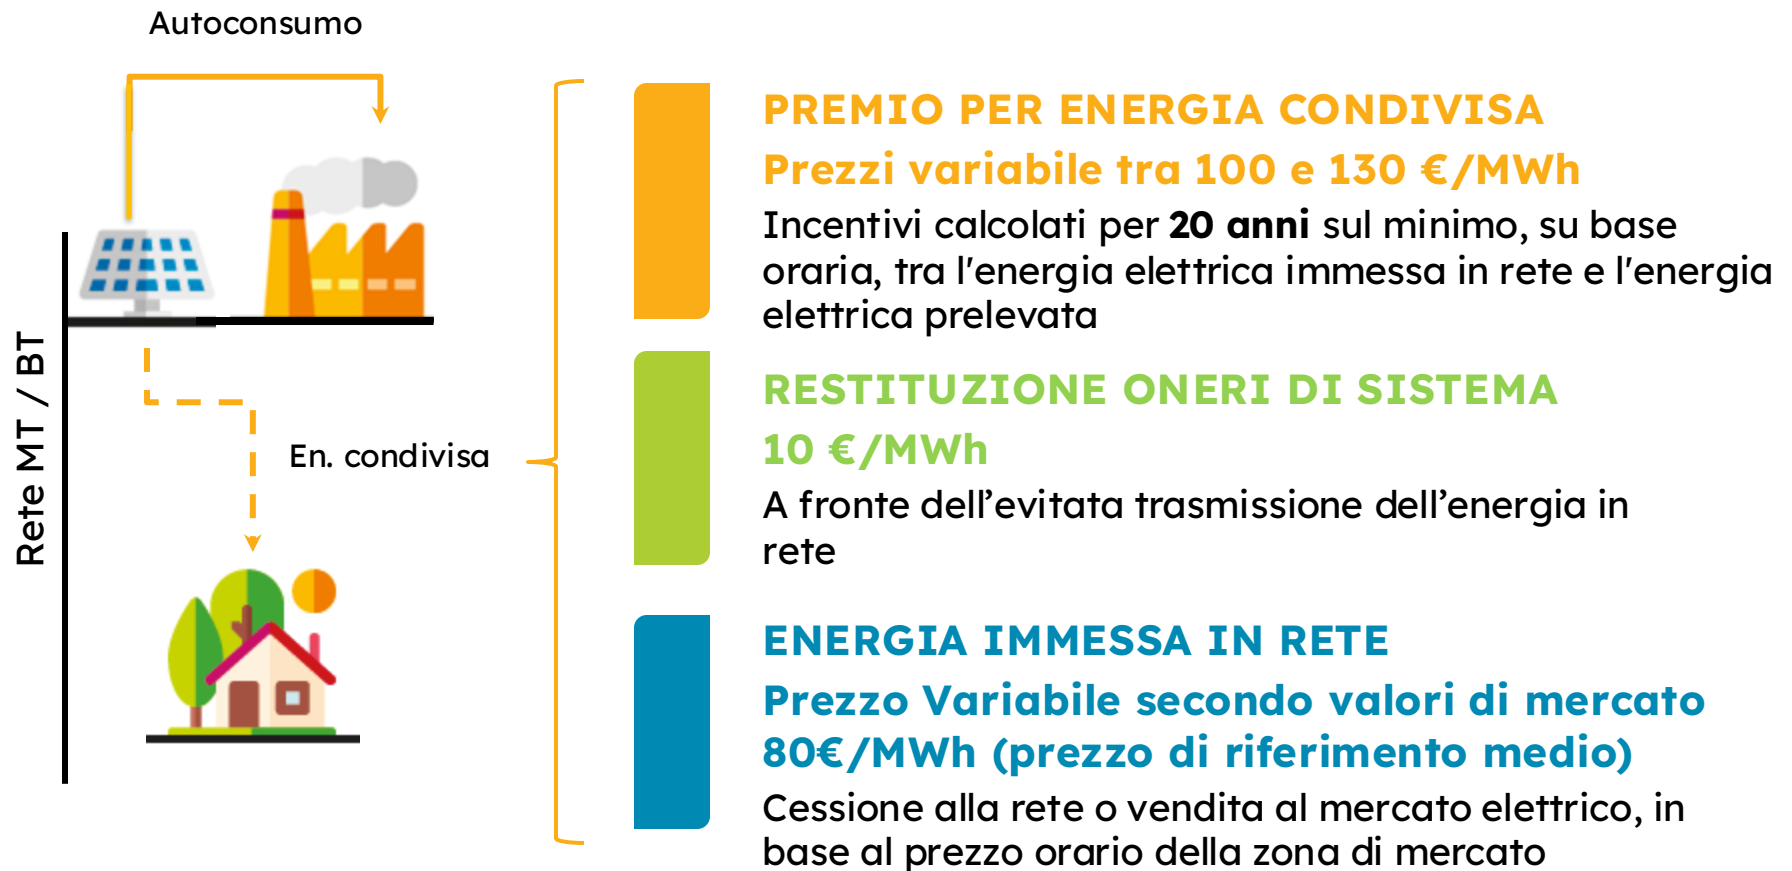 Autoconsumo
Rete MT / BT
En. condivisa
PREMIO PER ENERGIA CONDIVISA
Prezzi variabile tra 100 e 130 €/MWh
Incentivi calcolati per 20 anni sul minimo, su base
oraria, tra l'energia elettrica immessa in rete e l'energia
elettrica prelevata
RESTITUZIONE ONERI DI SISTEMA
10 €/MWh
A fronte dell’evitata trasmissione dell’energia in
rete
ENERGIA IMMESSA IN RETE
Prezzo Variabile secondo valori di mercato
80€/MWh (prezzo di riferimento medio)
Cessione alla rete o vendita al mercato elettrico, in
base al prezzo orario della zona di mercato